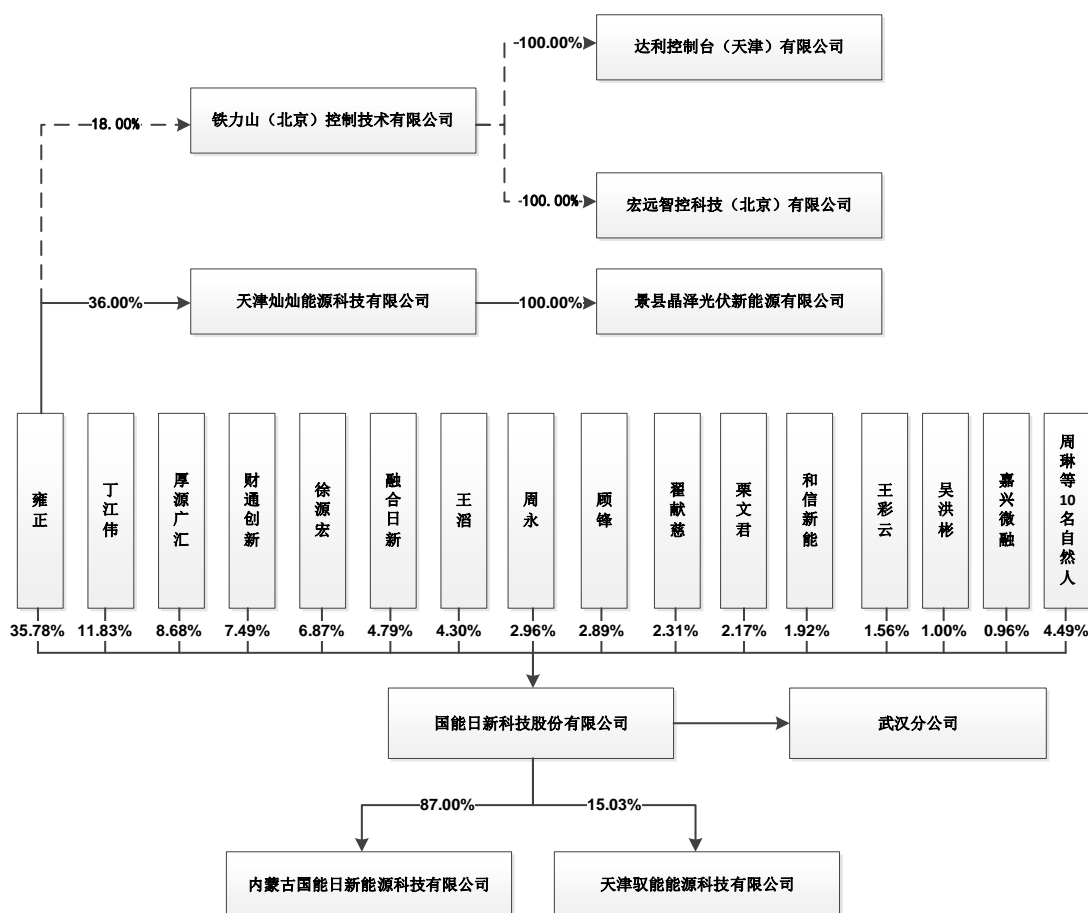 达利控制台（天津）有限公司
-100.00%
铁力山（北京）控制技术有限公司
-18.00%
-100.00%
宏远智控科技（北京）有限公司
36.00%
天津灿灿能源科技有限公司
100.00%
景县晶泽光伏新能源有限公司
雍正
丁江伟
厚源广汇
财通创新
徐源宏
融合日新
王滔
周永
顾锋
翟献慈
栗文君
和信新能
王彩云
吴洪彬
嘉兴微融
周琳等10名自然人
35.78%
11.83%
8.68%
7.49%
6.87%
4.79%
4.30%
2.96%
2.89%
2.31%
2.17%
1.92%
1.56%
1.00%
0.96%
4.49%
国能日新科技股份有限公司
武汉分公司
87.00%
15.03%
内蒙古国能日新能源科技有限公司
天津驭能能源科技有限公司